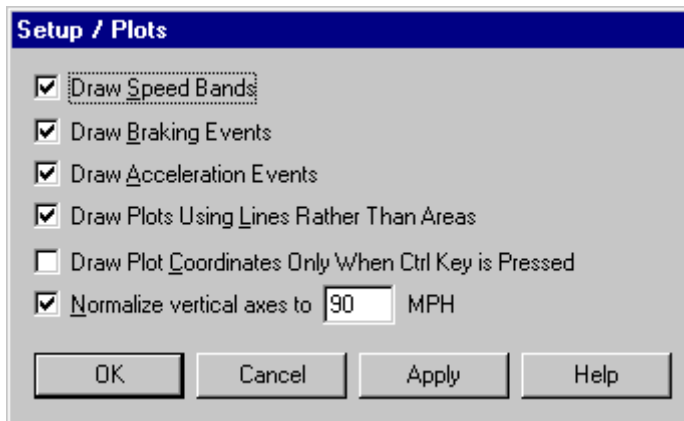 Setup / Plots
Draw Speed Bands
Draw Braking Events
Draw Acceleration Events
Draw Plots Using Lines Rather Than Areas
Draw Plot Coordinates Only When Ctrl Key is Pressed
Normalize vertical axes to 90 MPH
OK Cancel Apply Help